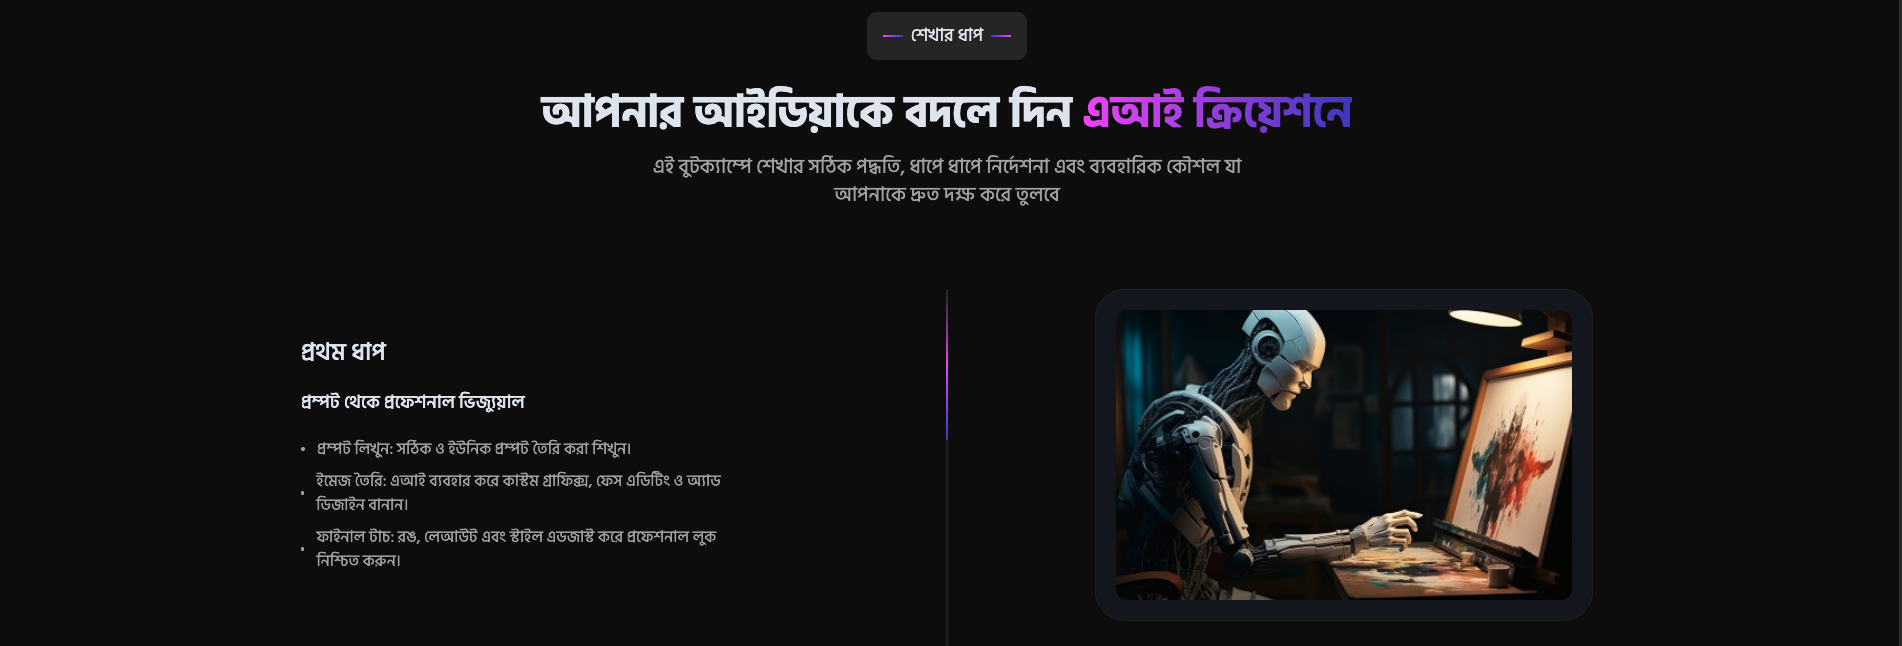 শেখার ধাপ
আপনার আইডিয়াকে বদলে দিন এআই ক্রিয়েশনে
এই বুটক্যাম্পে শেখার সঠিক পদ্ধতি, ধাপে ধাপে নির্দেশনা এবং ব্যবহারিক কৌশল যা
আপনাকে দ্রুত দক্ষ করে তুলবে
প্রথম ধাপ
প্রম্পট থেকে প্রফেশনাল ভিজ্যুয়াল
• প্রম্পট লিখুন: সঠিক ও ইউনিক প্রম্পট তৈরি করা শিখুন।
• ইমেজ তৈরি: এআই ব্যবহার করে কাস্টম গ্রাফিক্স, ফেস এডিটিং ও অ্যাড
ডিজাইন বানান।
• ফাইনাল টাচ: রঙ, লেআউট এবং স্টাইল এডজাস্ট করে প্রফেশনাল লুক
নিশ্চিত করুন।